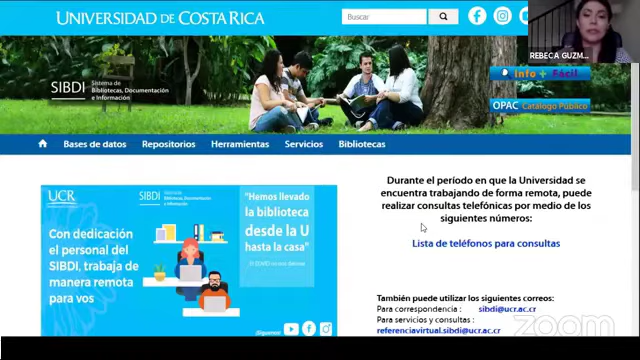 UNIVERSIDAD DE COSTA RICA
Buscar
REBECA GUZM...
SIBDI
Sistema de
Bibliotecas, Documentación
e Información
Info + Fácil
OPAC Catálogo Público
Bases de datos Repositorios Herramientas Servicios Bibliotecas
UCR
SIBDI
Con dedicación
el personal del
SIBDI, trabaja de
manera remota
para vos
"Hemos llevado
la biblioteca
desde la U
hasta la casa"
¡Síguenos!
Durante el período en que la Universidad se
encuentra trabajando de forma remota, puede
realizar consultas telefónicas por medio de los
siguientes números:
Lista de teléfonos para consultas
También puede utilizar los siguientes correos:
Para correspondencia : sibdi@ucr.ac.cr
Para servicios y consultas :
referenciavirtual.sibdi@ucr.ac.cr
zoom